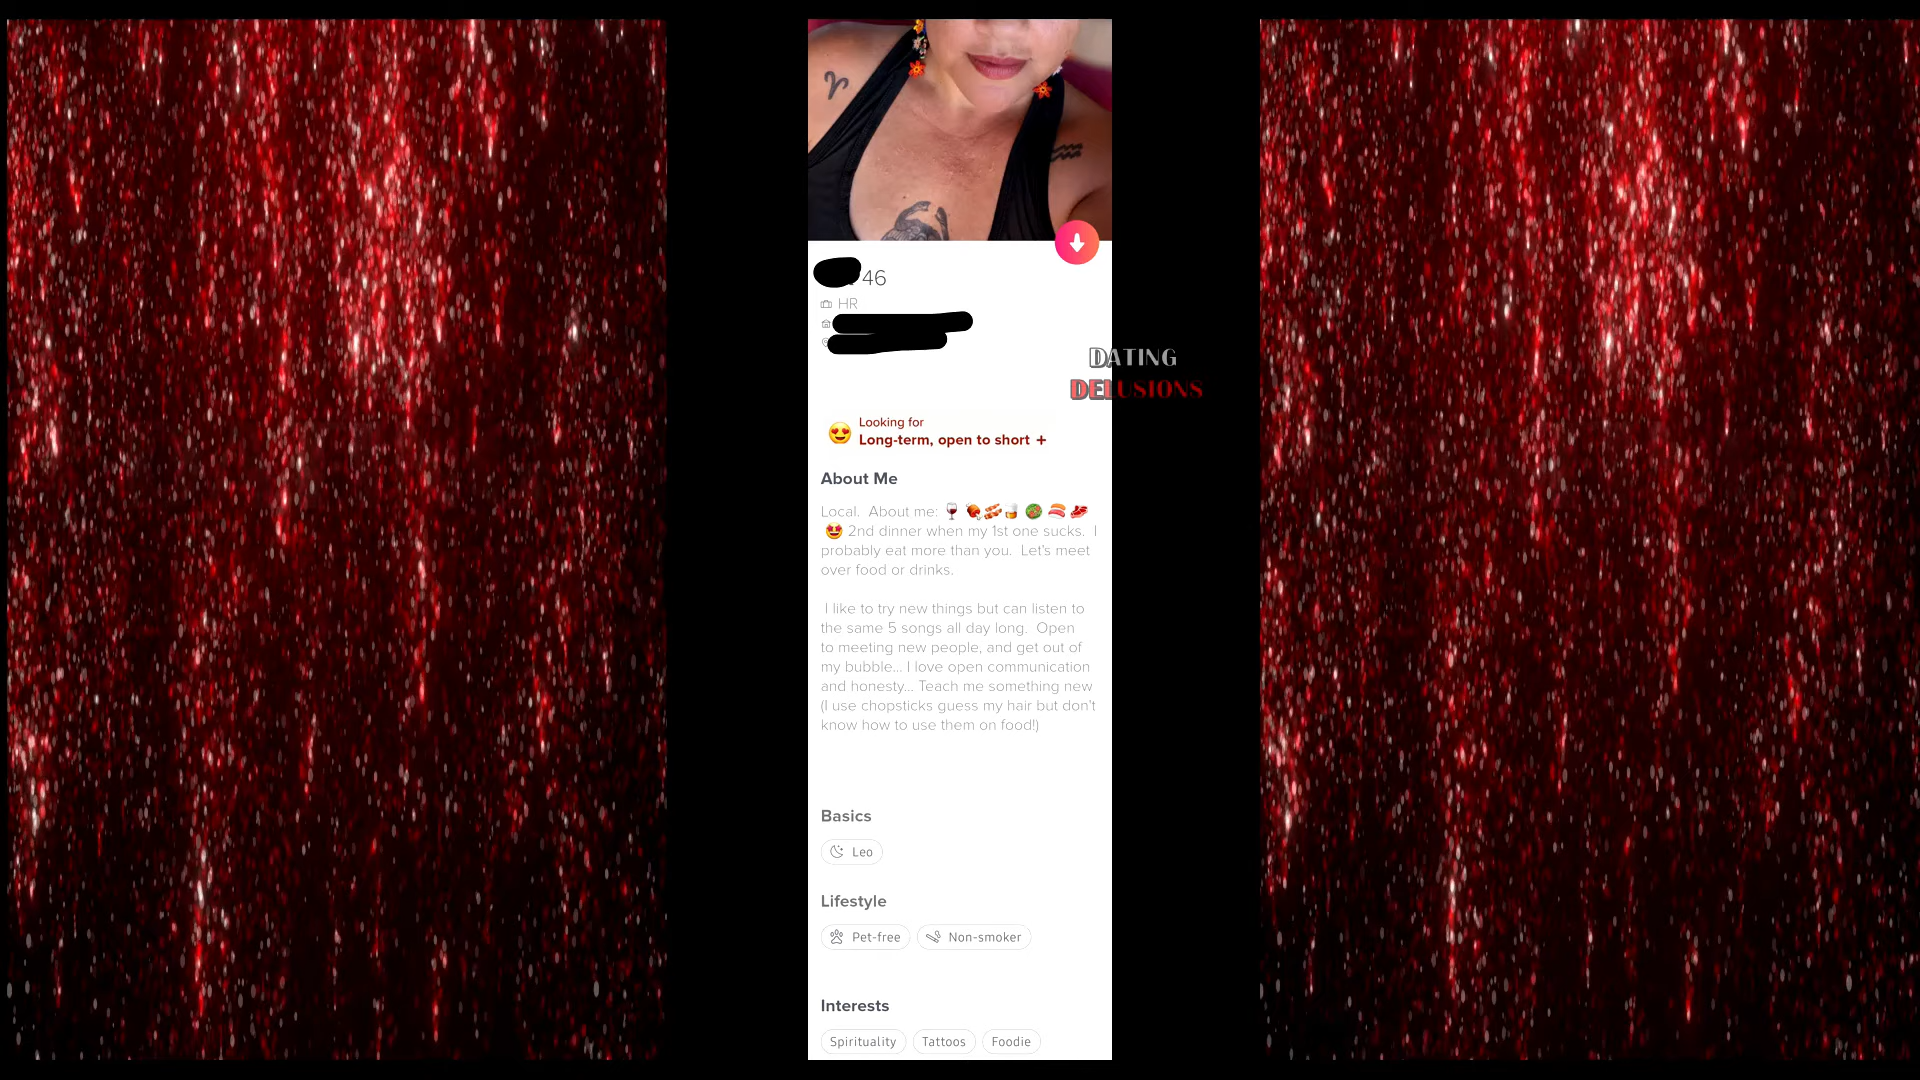 46
HR
DATING
DELUSIONS
Looking for
Long-term, open to short +
About Me
Local.  About me: 🍷 🍖🥓🍻 🥗 🍣 🥩
🤩 2nd dinner when my 1st one sucks.  I
probably eat more than you.  Let's meet
over food or drinks.
I like to try new things but can listen to
the same 5 songs all day long.  Open
to meeting new people, and get out of
my bubble... I love open communication
and honesty... Teach me something new
(I use chopsticks guess my hair but don't
know how to use them on food!)
Basics
Leo
Lifestyle
Pet-free Non-smoker
Interests
Spirituality Tattoos Foodie